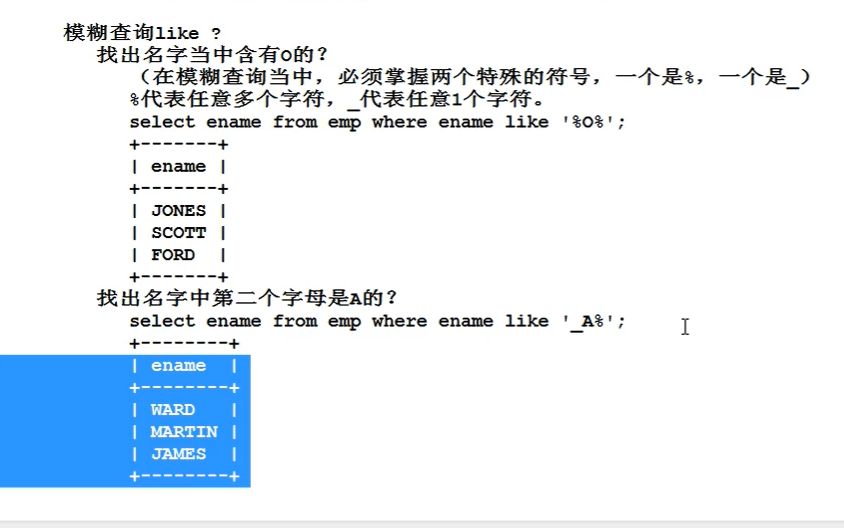 模糊查询like ?
找出名字当中含有O的?
（在模糊查询当中，必须掌握两个特殊的符号，一个是%，一个是_）
%代表任意多个字符，_代表任意1个字符。
select ename from emp where ename like '%O%';
+-------+
| ename |
+-------+
| JONES |
| SCOTT |
| FORD  |
+-------+
找出名字中第二个字母是A的?
select ename from emp where ename like '_A%';
+--------+
| ename  |
+--------+
| WARD   |
| MARTIN |
| JAMES  |
+--------+